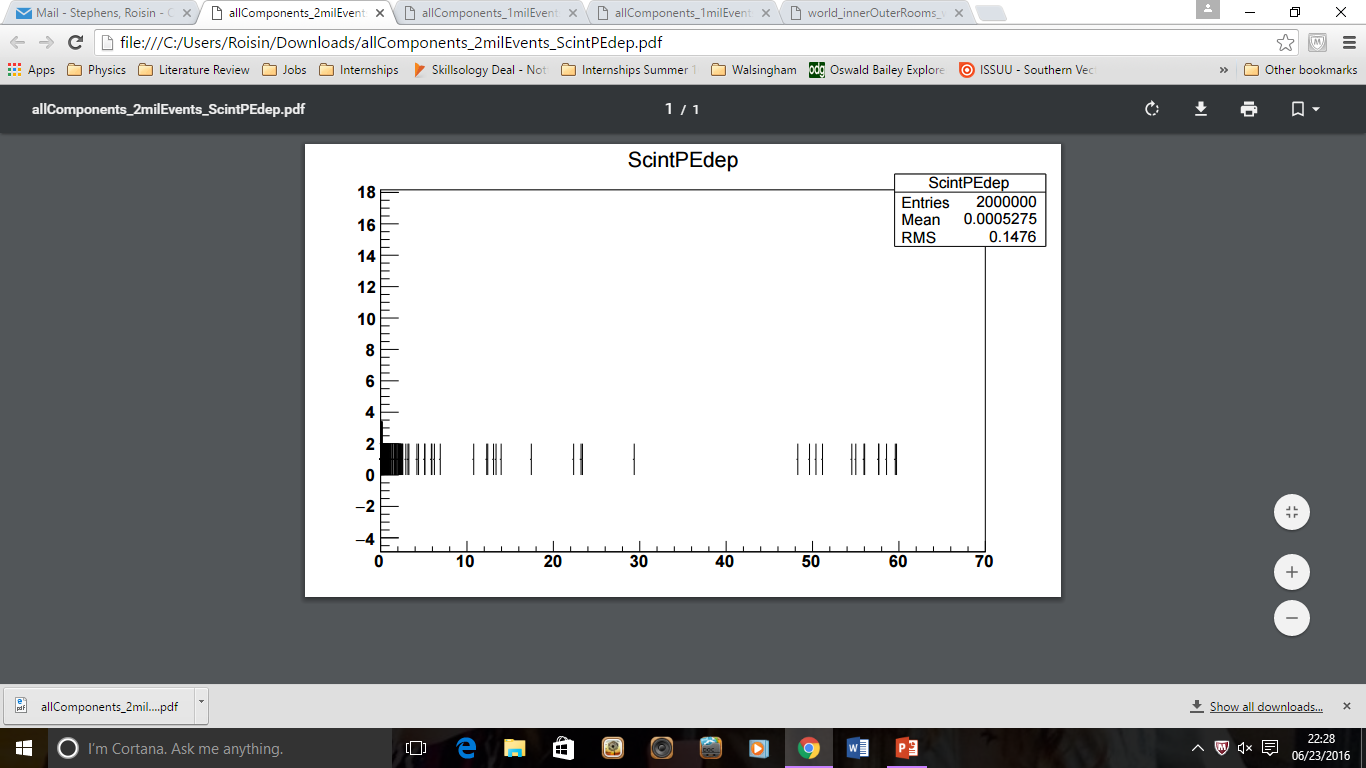 Mail - Stephens, Roisin - O
allComponents_2milEvent
allComponents_1milEvent
allComponents_1milEvent
world_innerOuterRooms_
file:///C:/Users/Roisin/Downloads/allComponents_2milEvents_ScintPEdep.pdf
Apps
Physics
Literature Review
Jobs
Internships
Skillsology Deal - Not
Internships Summer 1
Walsingham
odg
Oswald Bailey Explore
ISSUU - Southern Vec
»
Other bookmarks
allComponents_2milEvents_ScintPEdep.pdf
1 / 1
ScintPEdep
ScintPEdep
Entries 2000000
Mean 0.0005275
RMS 0.1476
18
16
14
12
10
8
6
4
2
0
−2
−4
0 10 20 30 40 50 60 70
allComponents_2mil....pdf
Show all downloads...
I'm Cortana. Ask me anything.
22:28
06/23/2016